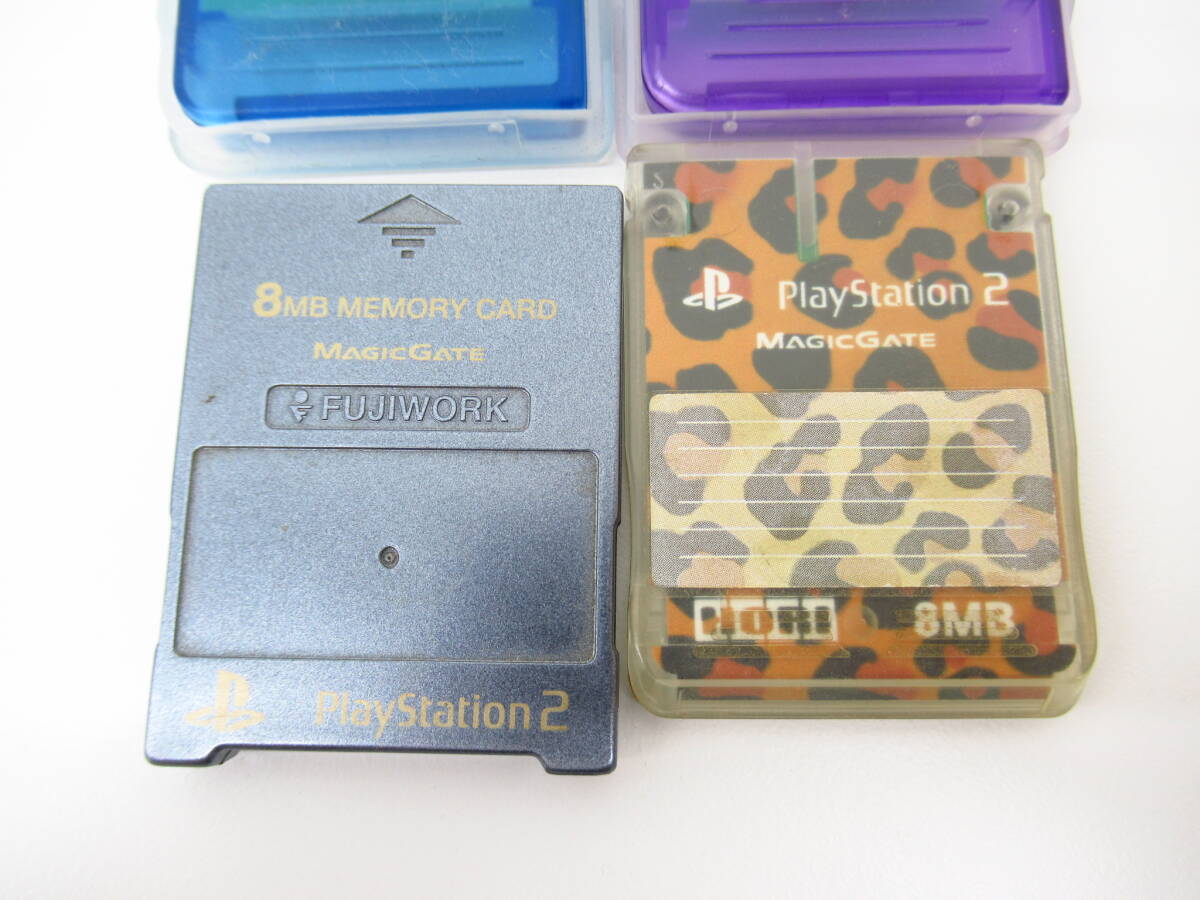 8MB MEMORY CARD
MAGICGATE
FUJIWORK
PlayStation 2
PlayStation 2
MAGICGATE
HORI
8MB